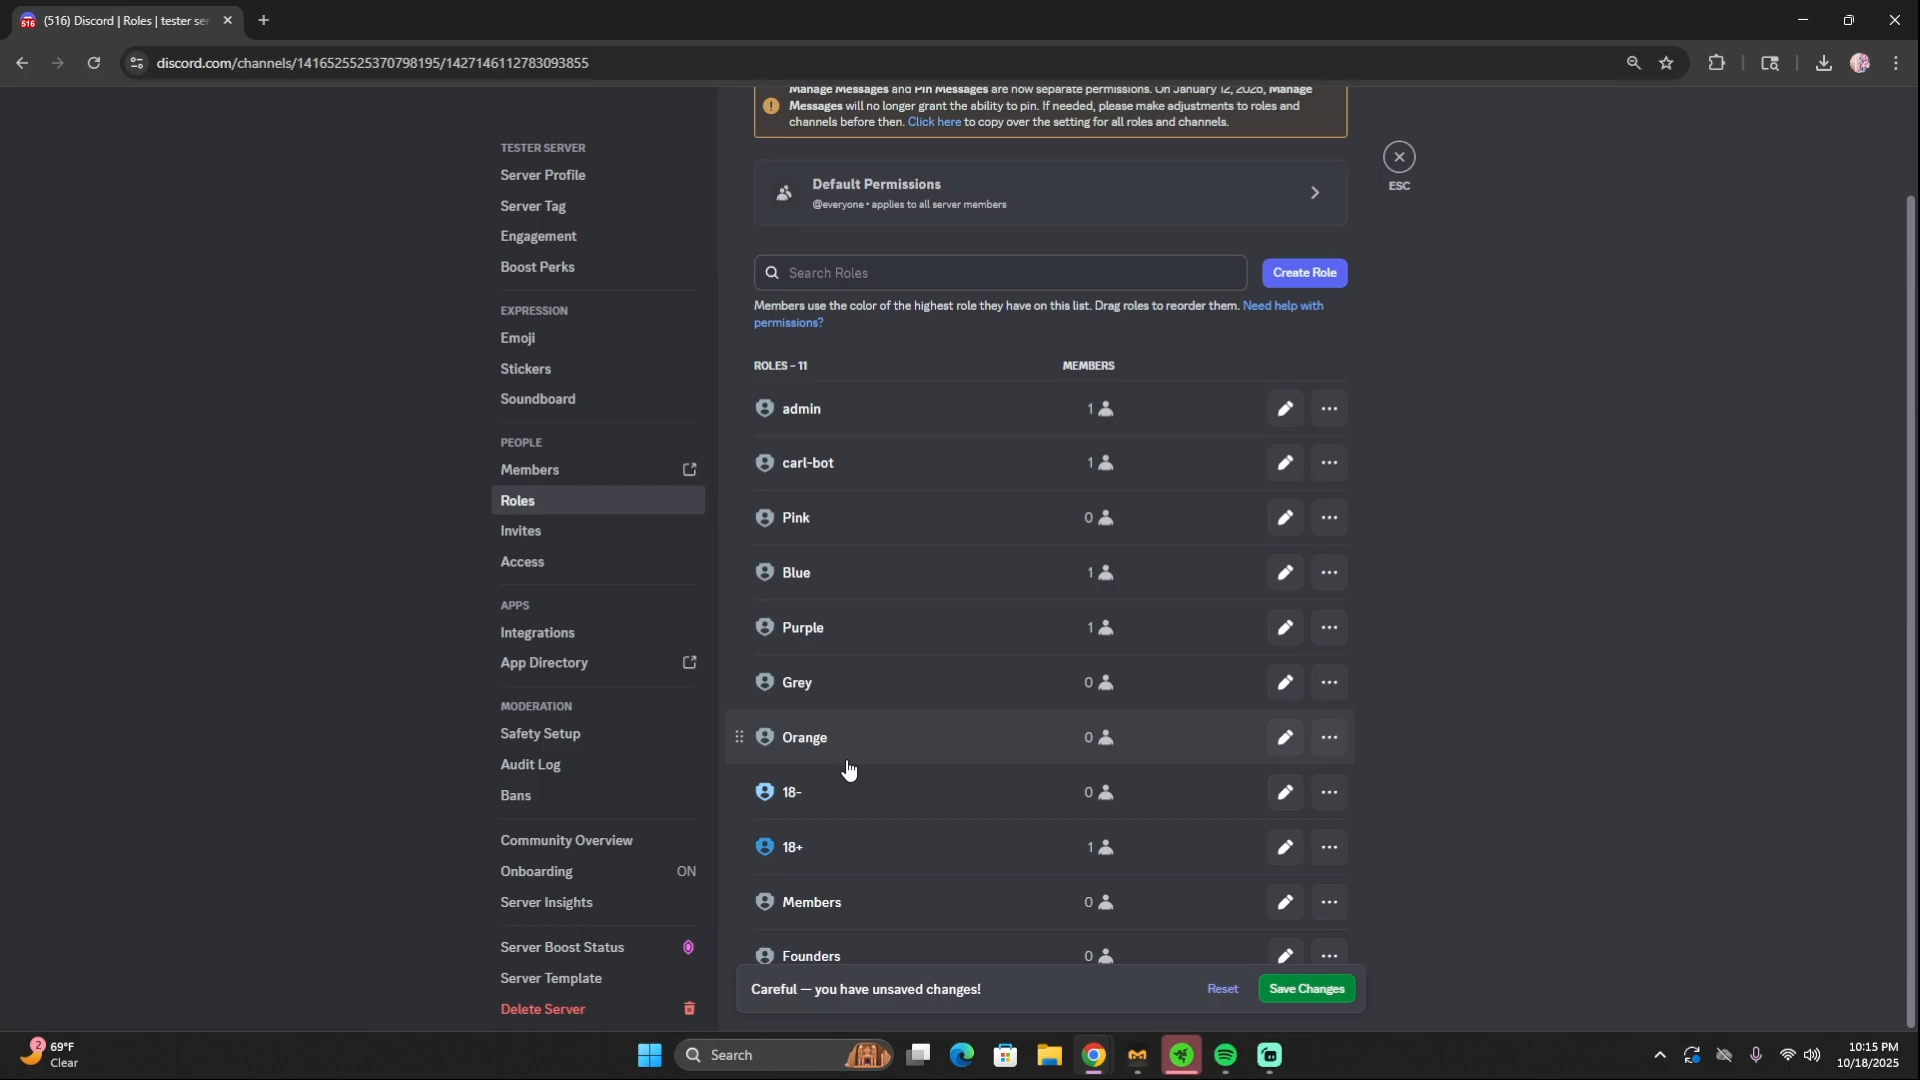 516 (516) Discord | Roles | tester ser
discord.com/channels/1416525525370798195/1427146112783093855
Manage Messages and Pin Messages are now separate permissions. On January 12, 2026, Manage
Messages will no longer grant the ability to pin. If needed, please make adjustments to roles and
channels before then. Click here to copy over the setting for all roles and channels.
ESC
TESTER SERVER
Server Profile
Server Tag
Engagement
Boost Perks
EXPRESSION
Emoji
Stickers
Soundboard
PEOPLE
Members
Roles
Invites
Access
APPS
Integrations
App Directory
MODERATION
Safety Setup
Audit Log
Bans
Community Overview
Onboarding ON
Server Insights
Server Boost Status
Server Template
Delete Server
Default Permissions
@everyone • applies to all server members
Search Roles
Create Role
Members use the color of the highest role they have on this list. Drag roles to reorder them. Need help with
permissions?
ROLES – 11 MEMBERS
admin 1
carl-bot 1
Pink 0
Blue 1
Purple 1
Grey 0
Orange 0
18- 0
18+ 1
Members 0
Founders 0
Careful — you have unsaved changes! Reset Save Changes
2 69°F
Clear
Search
10:15 PM
10/18/2025